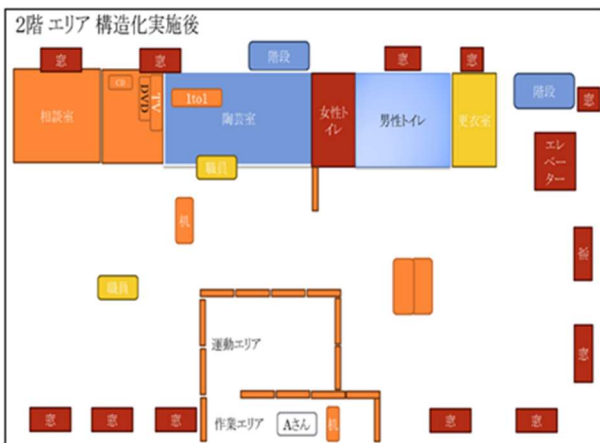 2階 エリア 構造化実施後
窓
窓
階段
窓
窓
階段
窓
相談室
CD
DVD
TV
1to1
陶芸室
女性トイレ
男性トイレ
更衣室
エレベーター
職員
机
窓
職員
運動エリア
窓
作業エリア
Aさん
机
窓
窓
窓
窓
窓